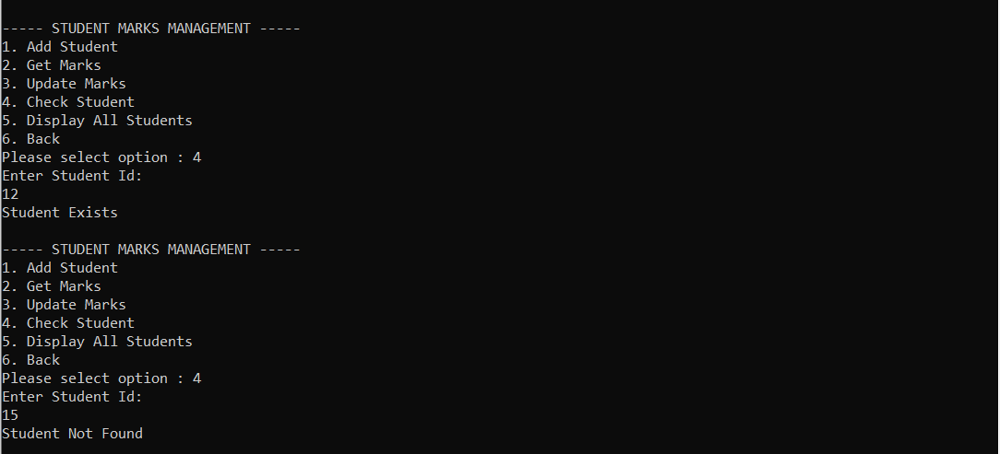 ----- STUDENT MARKS MANAGEMENT -----
1. Add Student
2. Get Marks
3. Update Marks
4. Check Student
5. Display All Students
6. Back
Please select option : 4
Enter Student Id:
12
Student Exists

----- STUDENT MARKS MANAGEMENT -----
1. Add Student
2. Get Marks
3. Update Marks
4. Check Student
5. Display All Students
6. Back
Please select option : 4
Enter Student Id:
15
Student Not Found